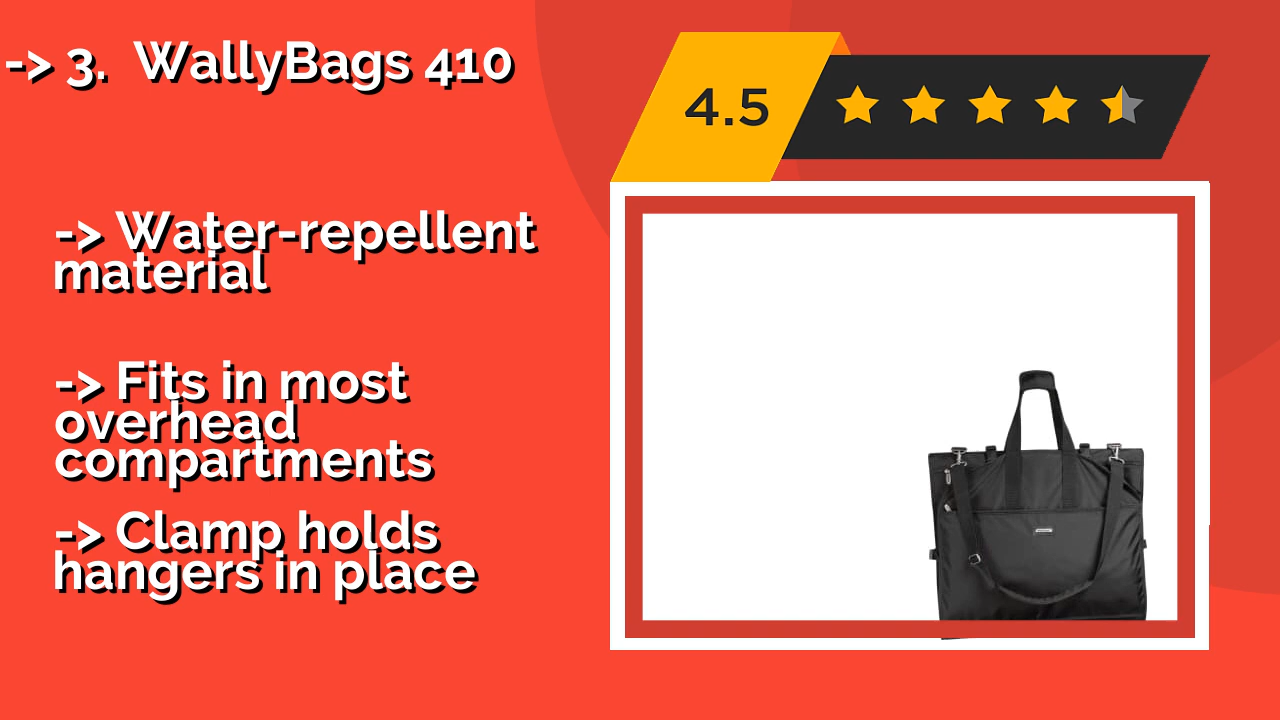 -> 3.  WallyBags 410
4.5
-> Water-repellent
material
-> Fits in most
overhead
compartments
-> Clamp holds
hangers in place